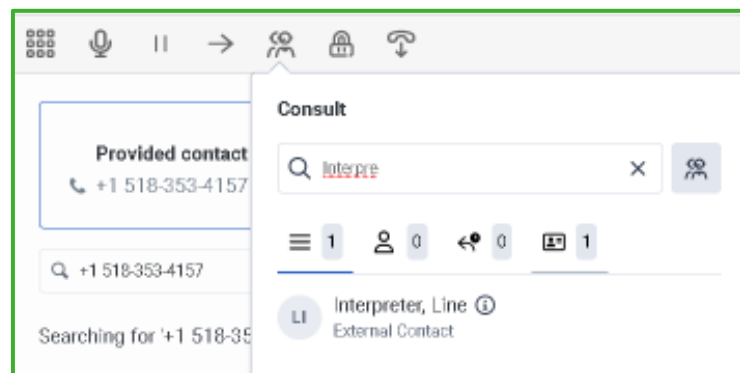 Consult
Provided contact
+1 518-353-4157
Interpre
1 0 0 1
+1 518-353-4157
LI
Interpreter, Line
External Contact
Searching for '+1 518-35